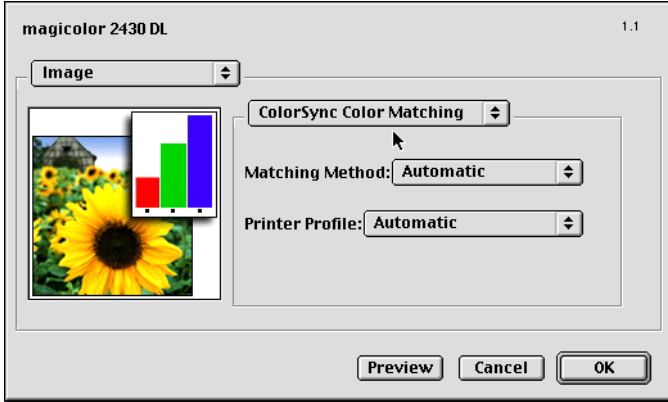 magicolor 2430 DL
1.1
Image
ColorSync Color Matching
Matching Method: Automatic
Printer Profile: Automatic
Preview Cancel OK